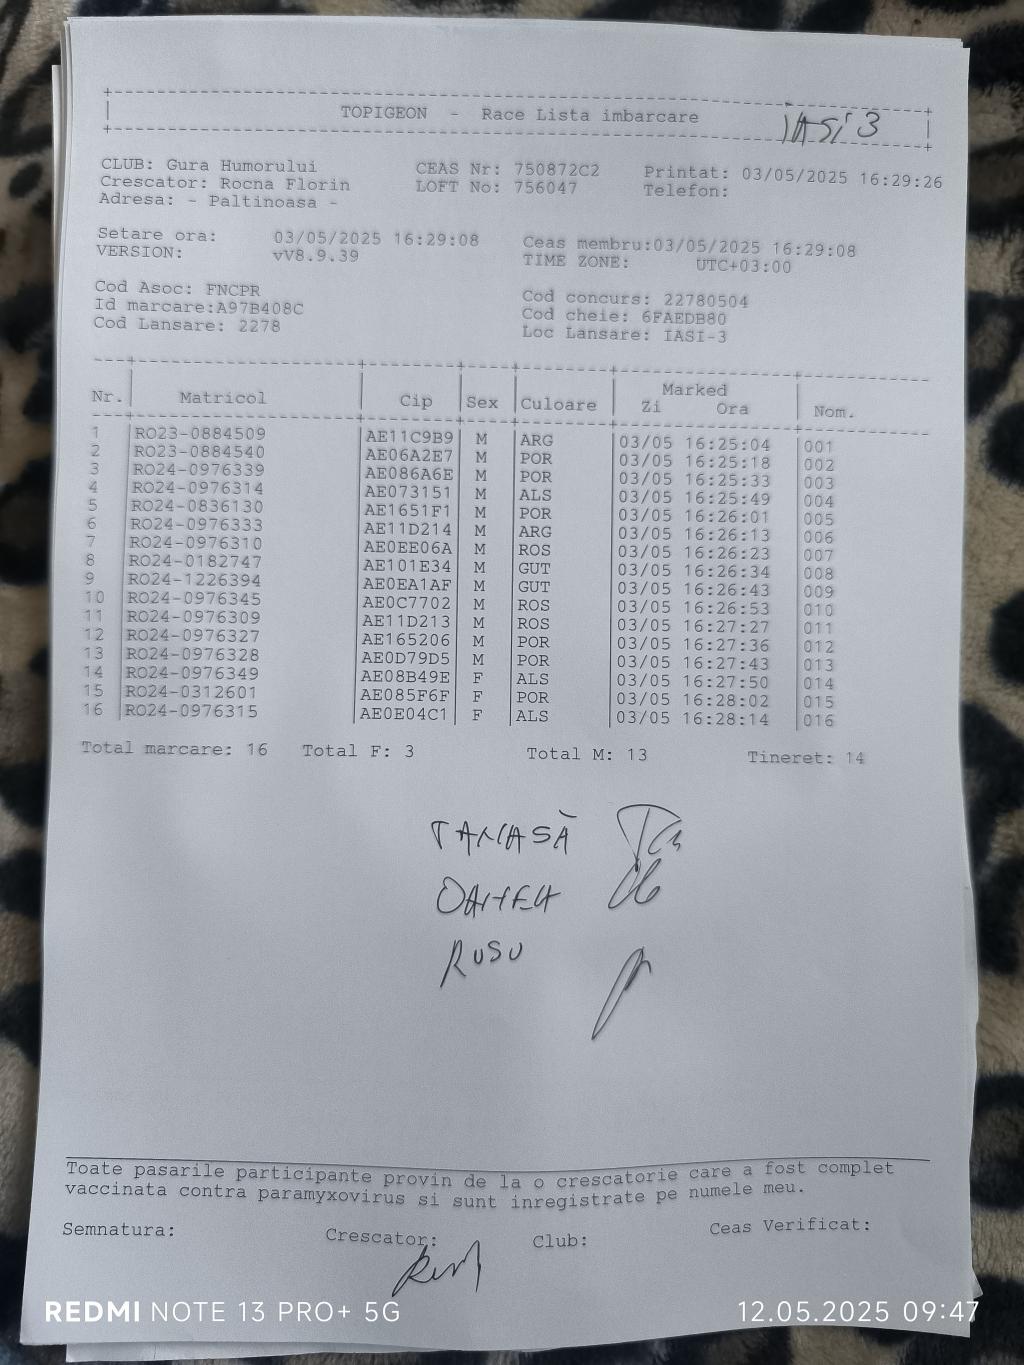 TOPIGEON - Race Lista imbarcare IASi 3
CLUB: Gura Humorului CEAS Nr: 750872C2 Printat: 03/05/2025 16:29:26
Crescator: Rocna Florin LOFT No: 756047 Telefon:
Adresa: - Paltinoasa -
Setare ora: 03/05/2025 16:29:08 Ceas membru:03/05/2025 16:29:08
VERSION: vV8.9.39 TIME ZONE: UTC+03:00
Cod Asoc: FNCPR Cod concurs: 22780504
Id marcare:A97B408C Cod cheie: 6FAEDB80
Cod Lansare: 2278 Loc Lansare: IASI-3
Nr. Matricol Cip Sex Culoare Marked Zi Ora Nom.
1 RO23-0884509 AE11C9B9 M ARG 03/05 16:25:04 001
2 RO23-0884540 AE06A2E7 M POR 03/05 16:25:18 002
3 RO24-0976339 AE086A6E M POR 03/05 16:25:33 003
4 RO24-0976314 AE073151 M ALS 03/05 16:25:49 004
5 RO24-0836130 AE1651F1 M POR 03/05 16:26:01 005
6 RO24-0976333 AE11D214 M ARG 03/05 16:26:13 006
7 RO24-0976310 AE0EE06A M ROS 03/05 16:26:23 007
8 RO24-0182747 AE101E34 M GUT 03/05 16:26:34 008
9 RO24-1226394 AE0EA1AF M GUT 03/05 16:26:43 009
10 RO24-0976345 AE0C7702 M ROS 03/05 16:26:53 010
11 RO24-0976309 AE11D213 M ROS 03/05 16:27:27 011
12 RO24-0976327 AE165206 M POR 03/05 16:27:36 012
13 RO24-0976328 AE0D79D5 M POR 03/05 16:27:43 013
14 RO24-0976349 AE08B49E F ALS 03/05 16:27:50 014
15 RO24-0312601 AE085F6F F POR 03/05 16:28:02 015
16 RO24-0976315 AE0E04C1 F ALS 03/05 16:28:14 016
Total marcare: 16 Total F: 3 Total M: 13 Tineret: 14
TANASĂ
RUSU
Toate pasarile participante provin de la o crescatorie care a fost complet
vaccinata contra paramyxovirus si sunt inregistrate pe numele meu.
Semnatura: Crescator: Club: Ceas Verificat:
REDMI NOTE 13 PRO+ 5G 12.05.2025 09:47